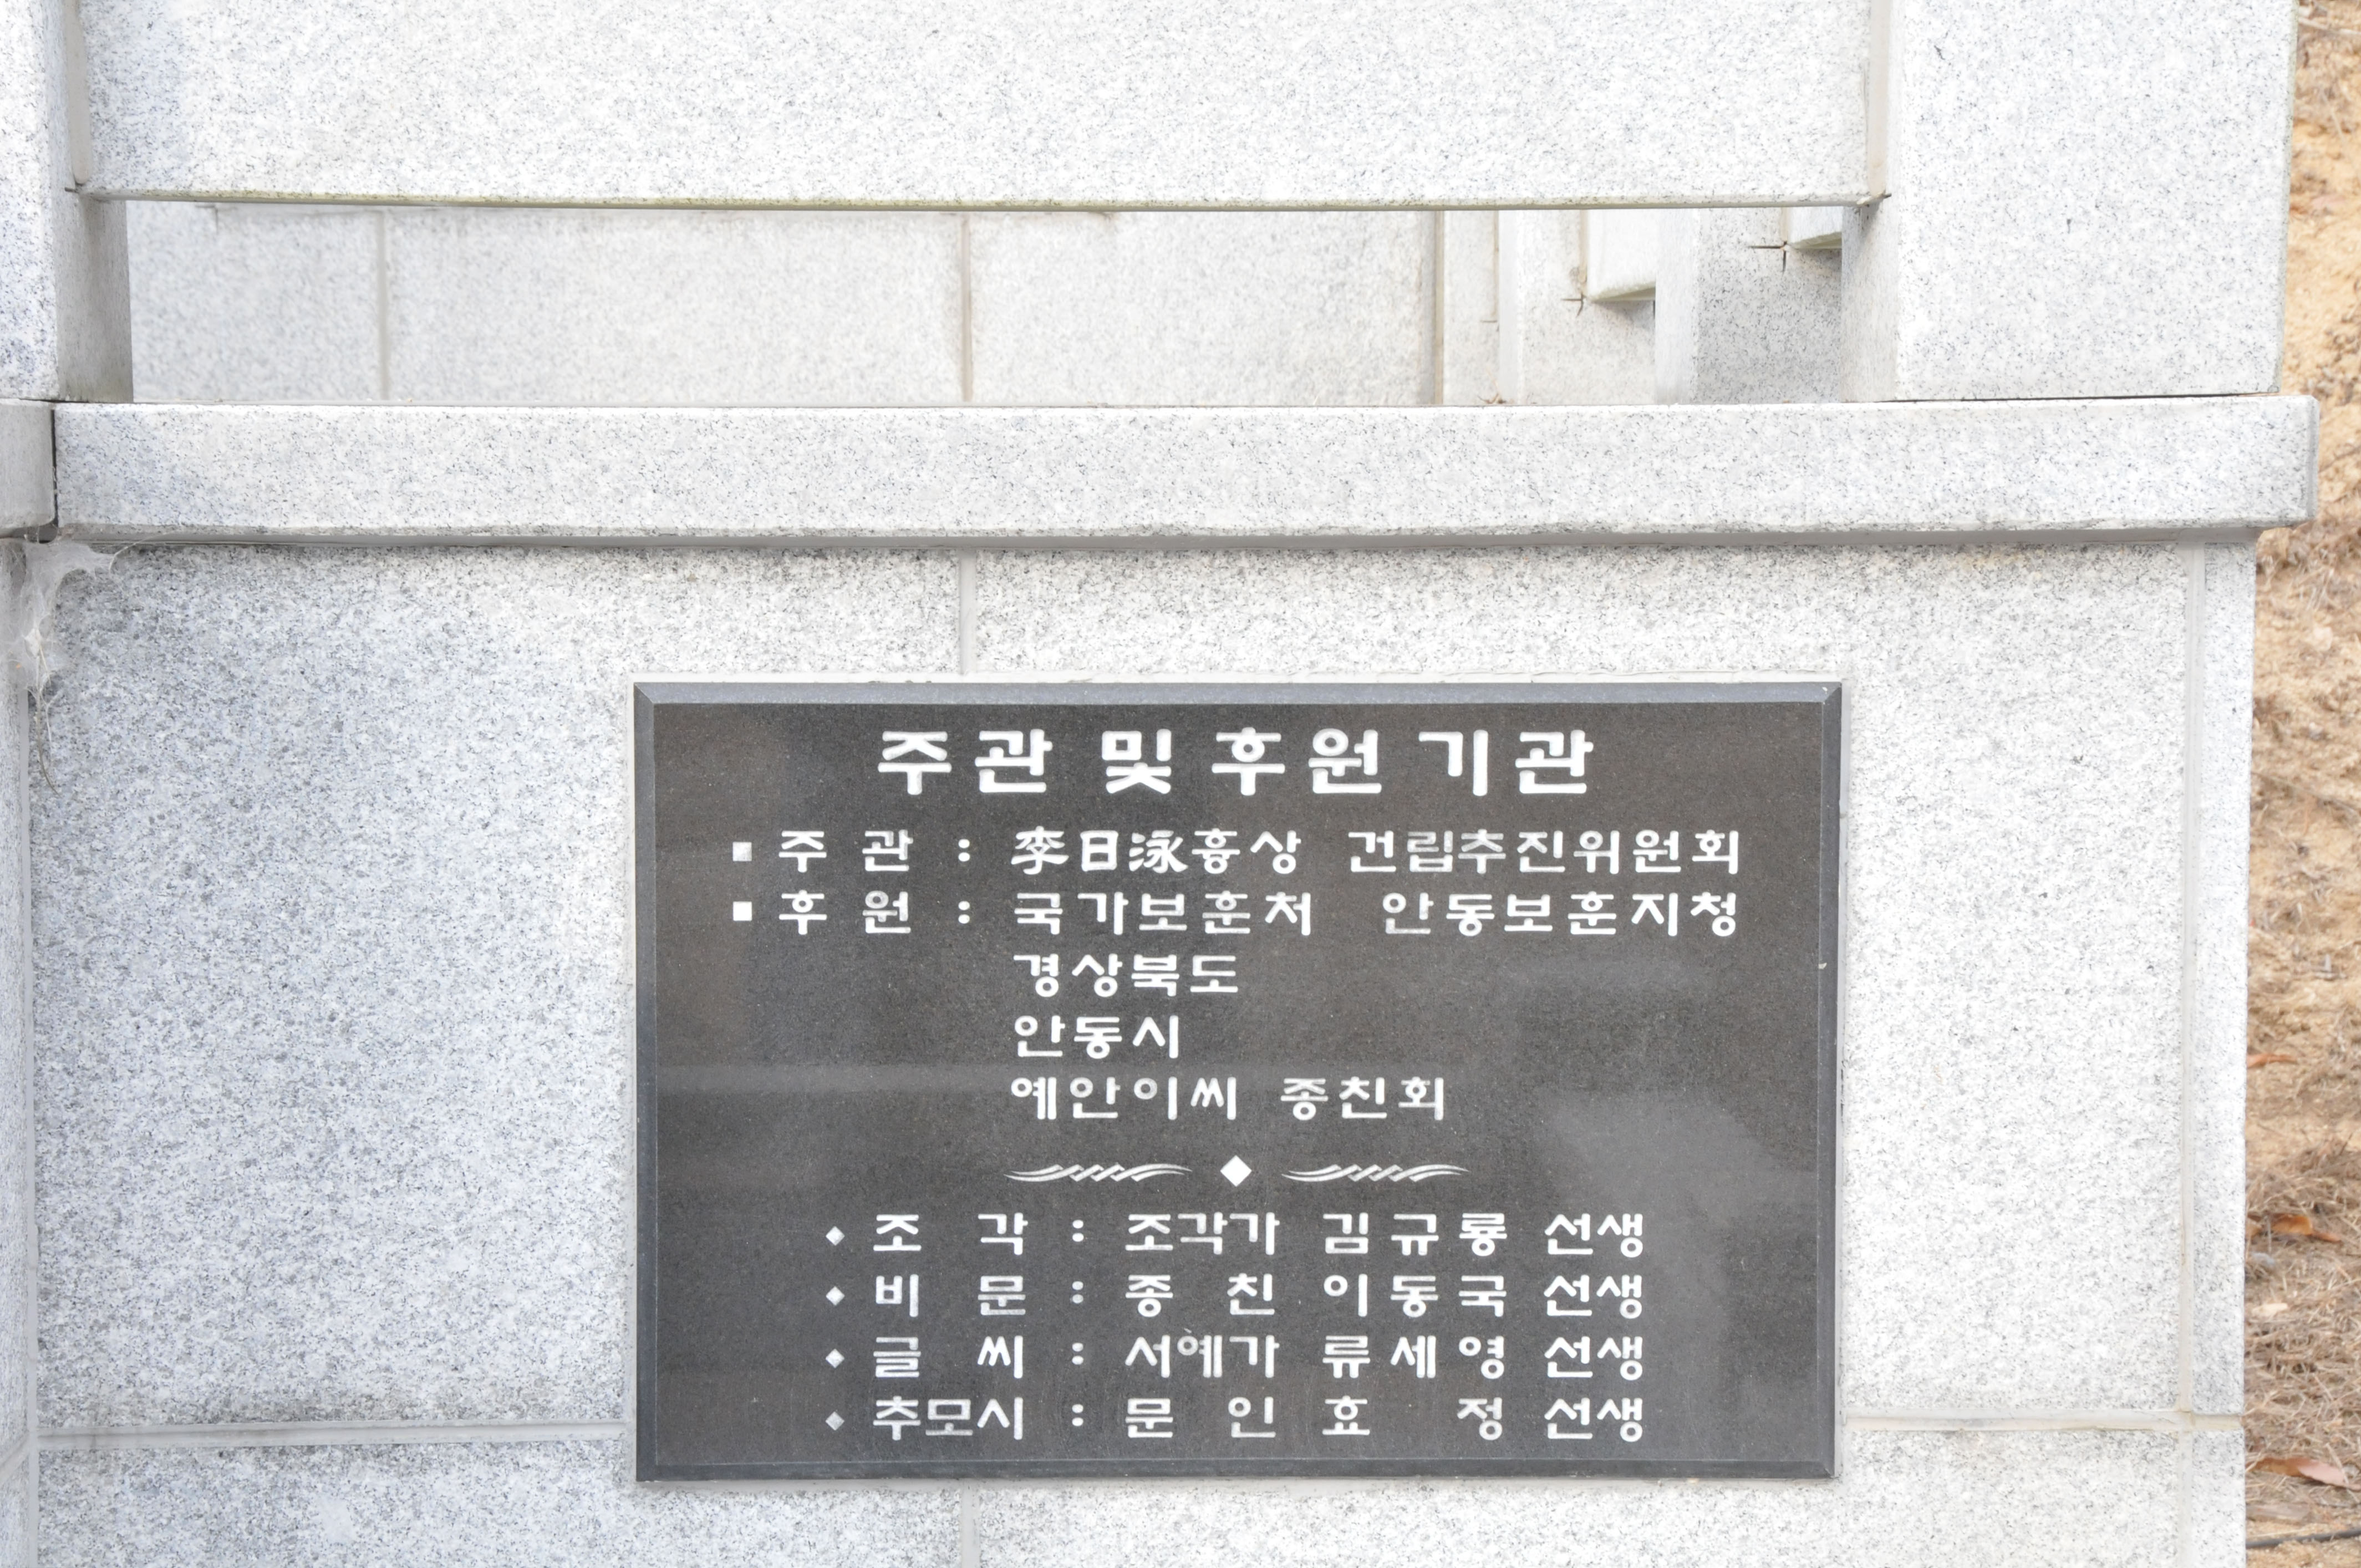 주관 및 후원 기관
■ 주 관 : 李日泳흉상 건립추진위원회
■ 후 원 : 국가보훈처 안동보훈지청
경상북도
안동시
예안이씨 종친회
◆ 조 각 : 조각가 김규룡 선생
◆ 비 문 : 종 친 이동국 선생
◆ 글 씨 : 서예가 류세영 선생
◆ 추모시 : 문 인 효 정 선생